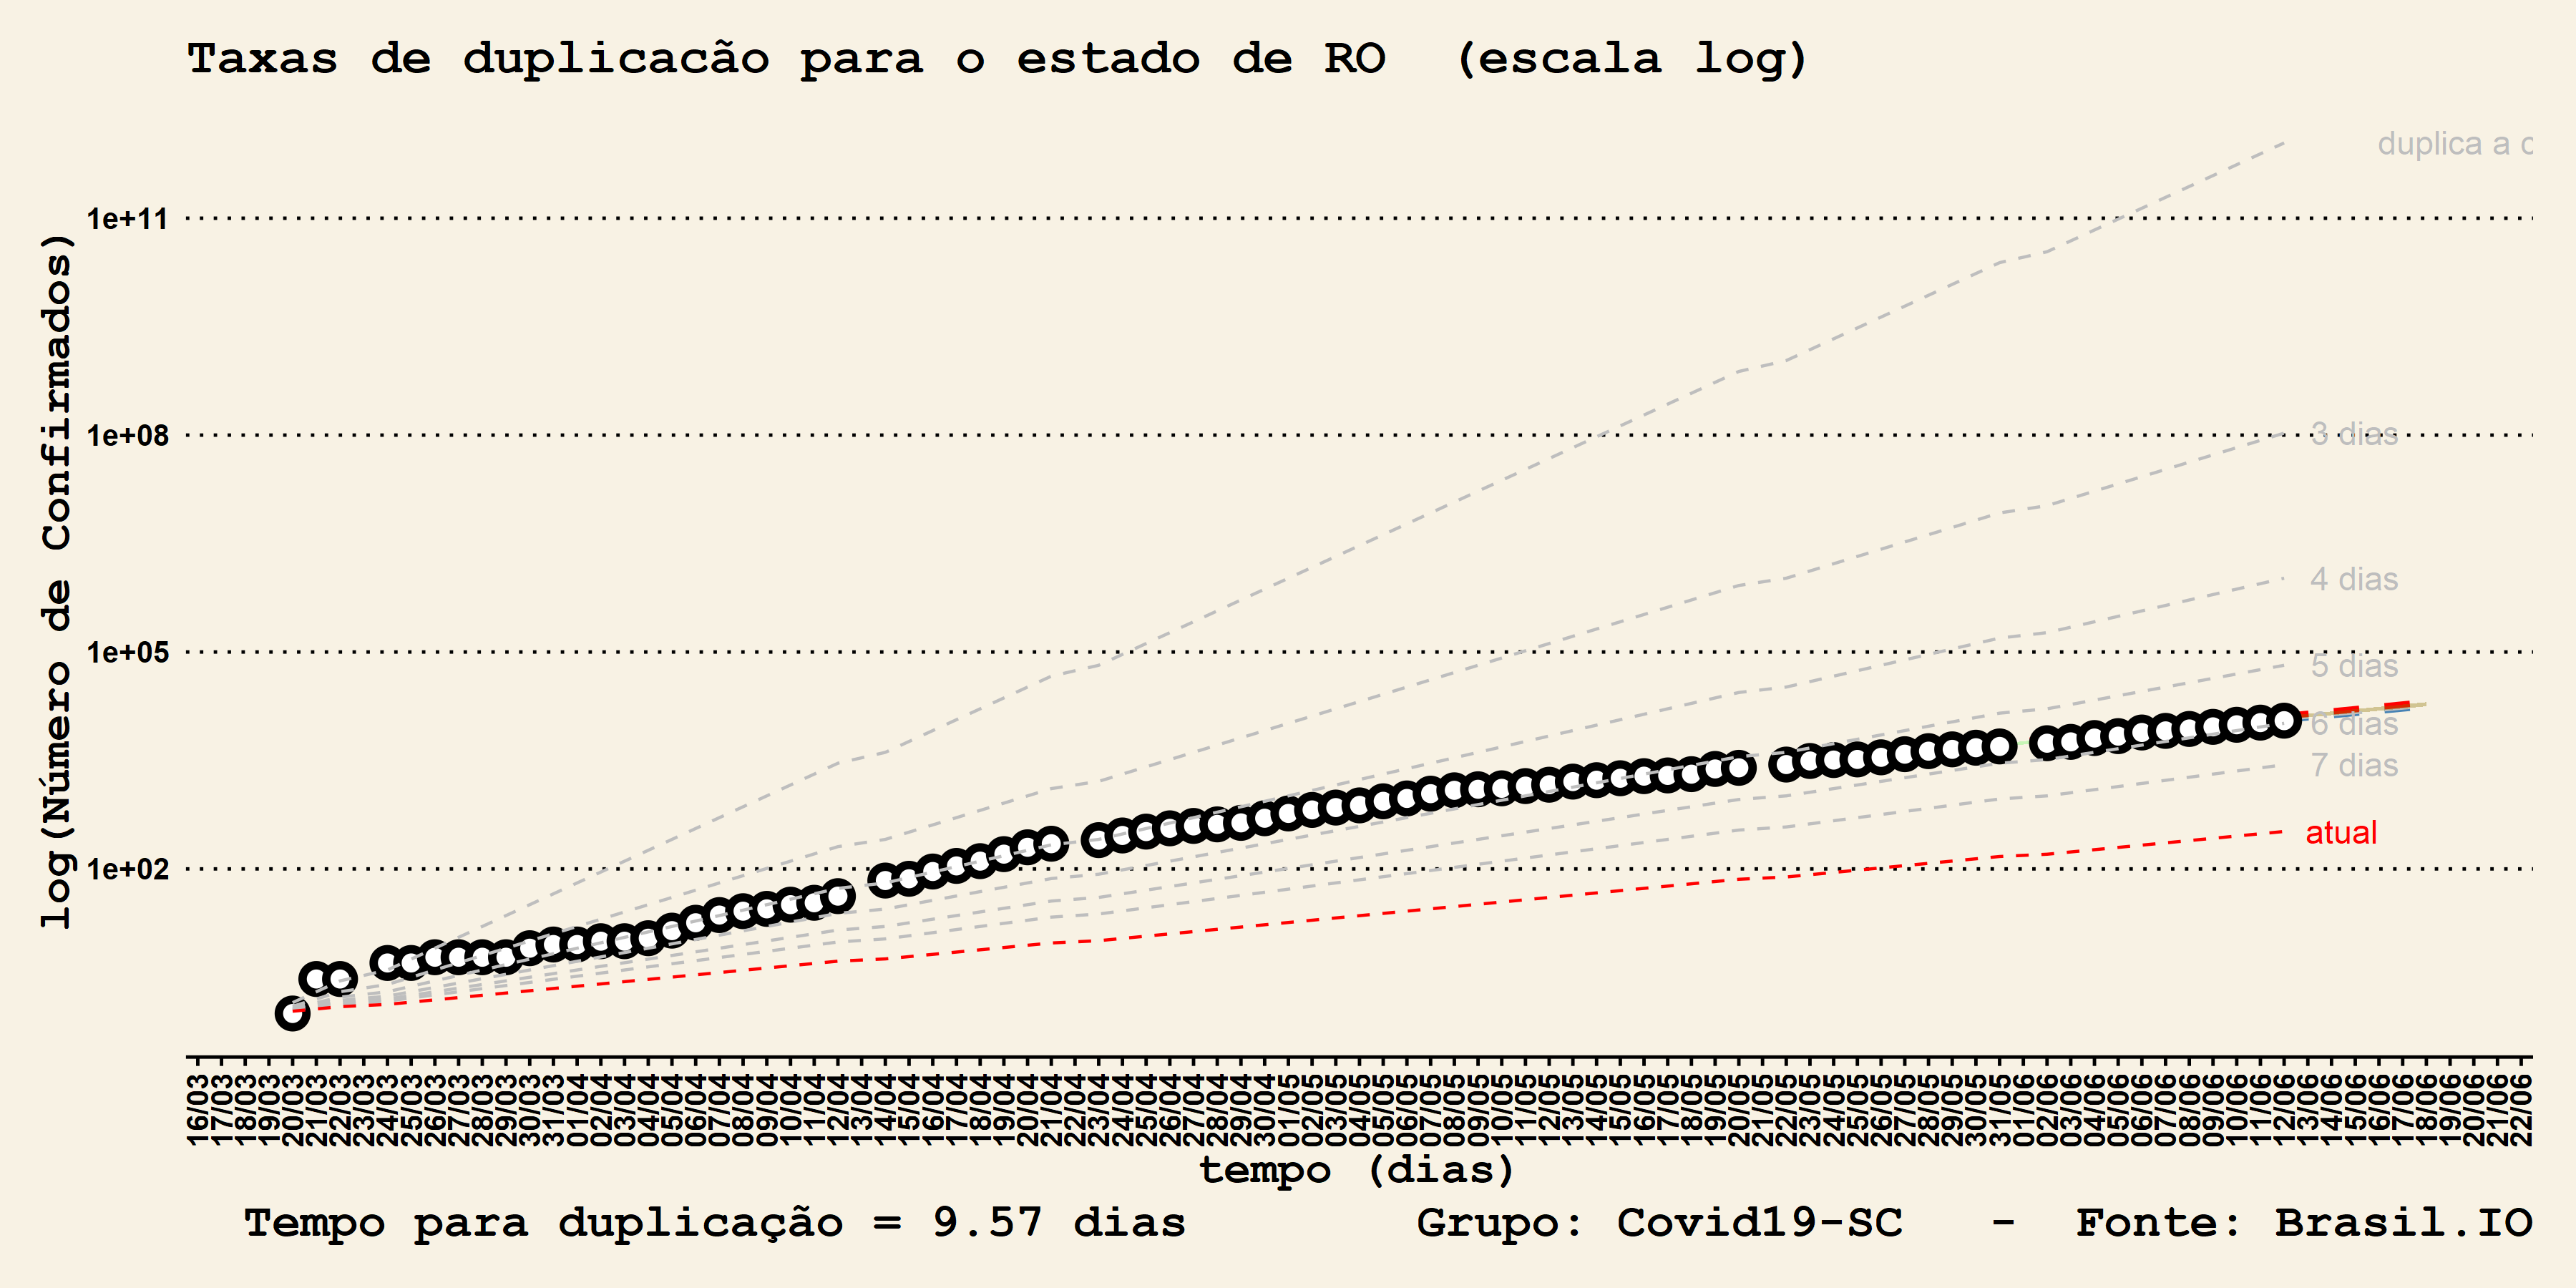 Taxas de duplicacão para o estado de RO  (escala log)
duplica a c
1e+11
1e+08
3 dias
4 dias
1e+05
5 dias
6 dias
7 dias
atual
1e+02
log(Número de Confirmados)
16/03 17/03 18/03 19/03 20/03 21/03 22/03 23/03 24/03 25/03 26/03 27/03 28/03 29/03 30/03 31/03 01/04 02/04 03/04 04/04 05/04 06/04 07/04 08/04 09/04 10/04 11/04 12/04 13/04 14/04 15/04 16/04 17/04 18/04 19/04 20/04 21/04 22/04 23/04 24/04 25/04 26/04 27/04 28/04 29/04 30/04 01/05 02/05 03/05 04/05 05/05 06/05 07/05 08/05 09/05 10/05 11/05 12/05 13/05 14/05 15/05 16/05 17/05 18/05 19/05 20/05 21/05 22/05 23/05 24/05 25/05 26/05 27/05 28/05 29/05 30/05 31/05 01/06 02/06 03/06 04/06 05/06 06/06 07/06 08/06 09/06 10/06 11/06 12/06 13/06 14/06 15/06 16/06 17/06 18/06 19/06 20/06 21/06 22/06
tempo (dias)
Tempo para duplicação = 9.57 dias    Grupo: Covid19-SC  -  Fonte: Brasil.IO